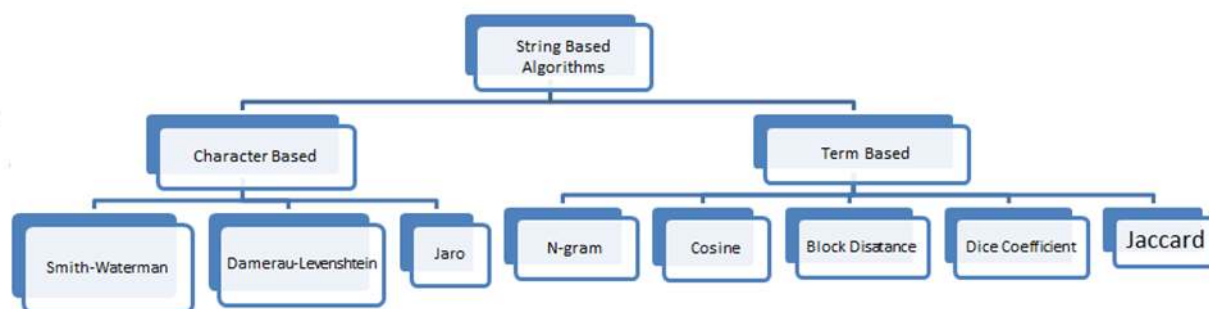 String Based
Algorithms
Character Based
Term Based
Smith-Waterman
Damerau-Levenshtein
Jaro
N-gram
Cosine
Block Disatance
Dice Coefficient
Jaccard